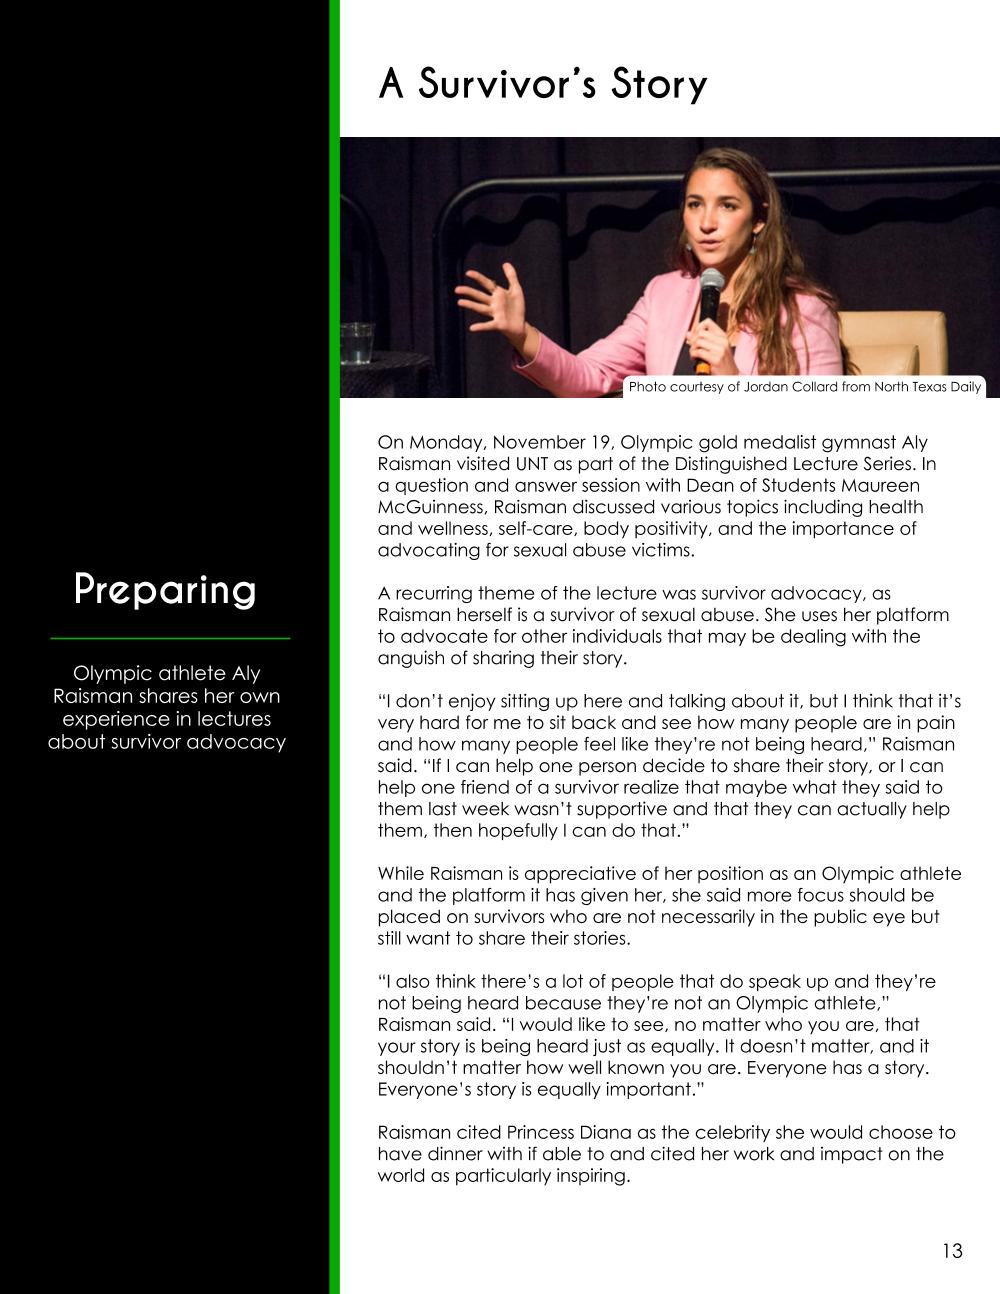 A Survivor’s Story
Photo courtesy of Jordan Collard from North Texas Daily
Preparing
Olympic athlete Aly
Raisman shares her own
experience in lectures
about survivor advocacy
On Monday, November 19, Olympic gold medalist gymnast Aly
Raisman visited UNT as part of the Distinguished Lecture Series. In
a question and answer session with Dean of Students Maureen
McGuinness, Raisman discussed various topics including health
and wellness, self-care, body positivity, and the importance of
advocating for sexual abuse victims.
A recurring theme of the lecture was survivor advocacy, as
Raisman herself is a survivor of sexual abuse. She uses her platform
to advocate for other individuals that may be dealing with the
anguish of sharing their story.
“I don’t enjoy sitting up here and talking about it, but I think that it’s
very hard for me to sit back and see how many people are in pain
and how many people feel like they’re not being heard,” Raisman
said. “If I can help one person decide to share their story, or I can
help one friend of a survivor realize that maybe what they said to
them last week wasn’t supportive and that they can actually help
them, then hopefully I can do that.”
While Raisman is appreciative of her position as an Olympic athlete
and the platform it has given her, she said more focus should be
placed on survivors who are not necessarily in the public eye but
still want to share their stories.
“I also think there’s a lot of people that do speak up and they’re
not being heard because they’re not an Olympic athlete,”
Raisman said. “I would like to see, no matter who you are, that
your story is being heard just as equally. It doesn’t matter, and it
shouldn’t matter how well known you are. Everyone has a story.
Everyone’s story is equally important.”
Raisman cited Princess Diana as the celebrity she would choose to
have dinner with if able to and cited her work and impact on the
world as particularly inspiring.
13